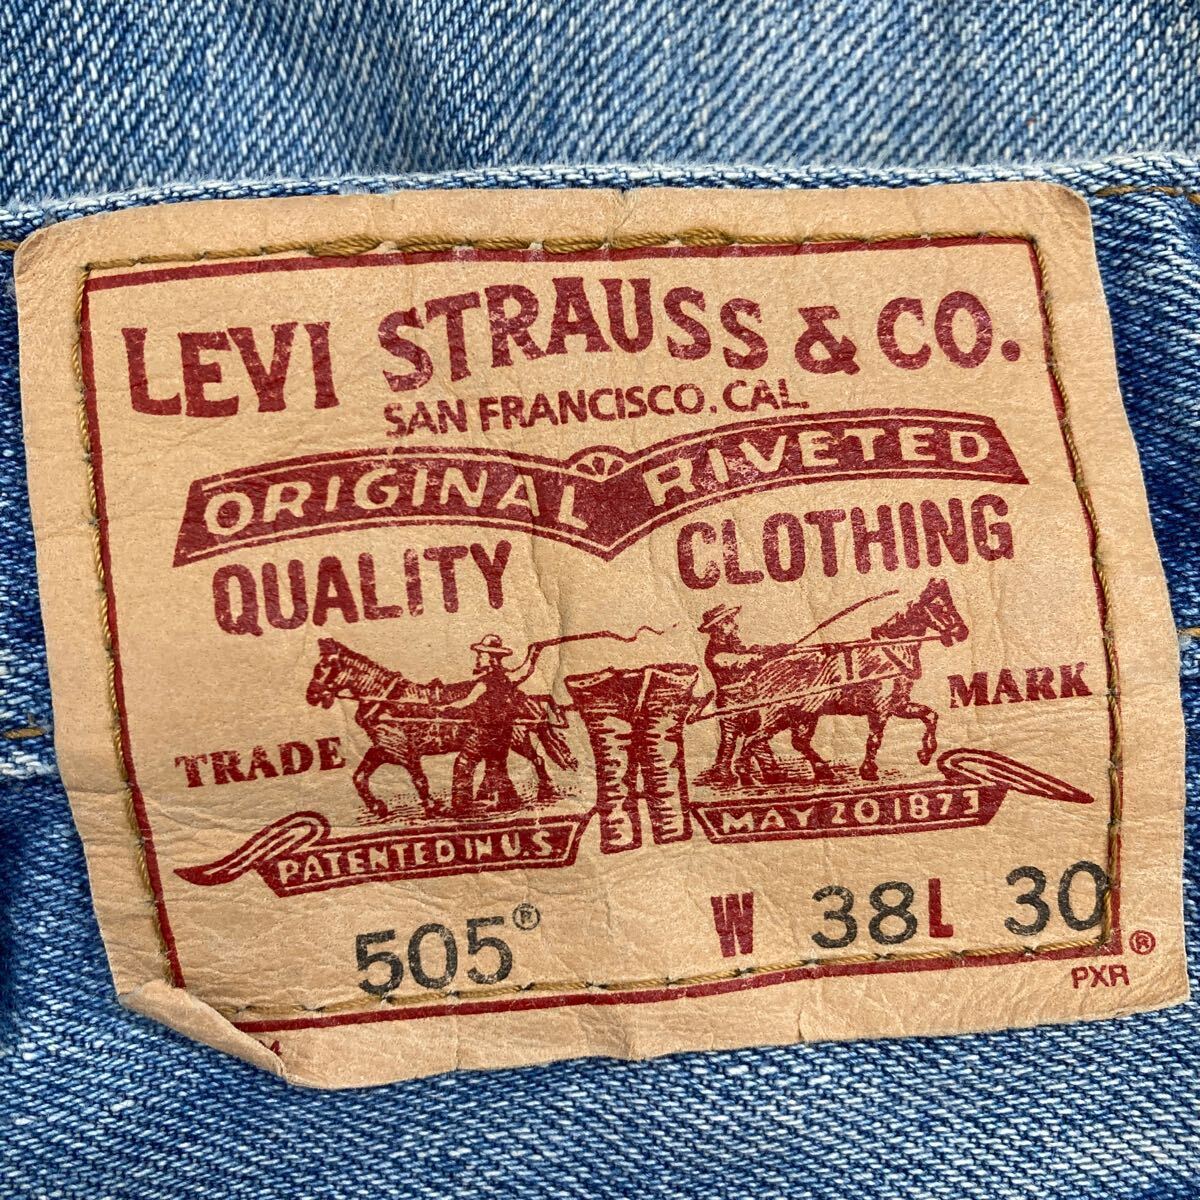 LEVI STRAUSS & CO.
SAN FRANCISCO, CAL.
ORIGINAL RIVETED
QUALITY CLOTHING
TRADE MARK
PATENTED IN U.S. MAY 20 1873
505® W 38 L 30
®
PXR